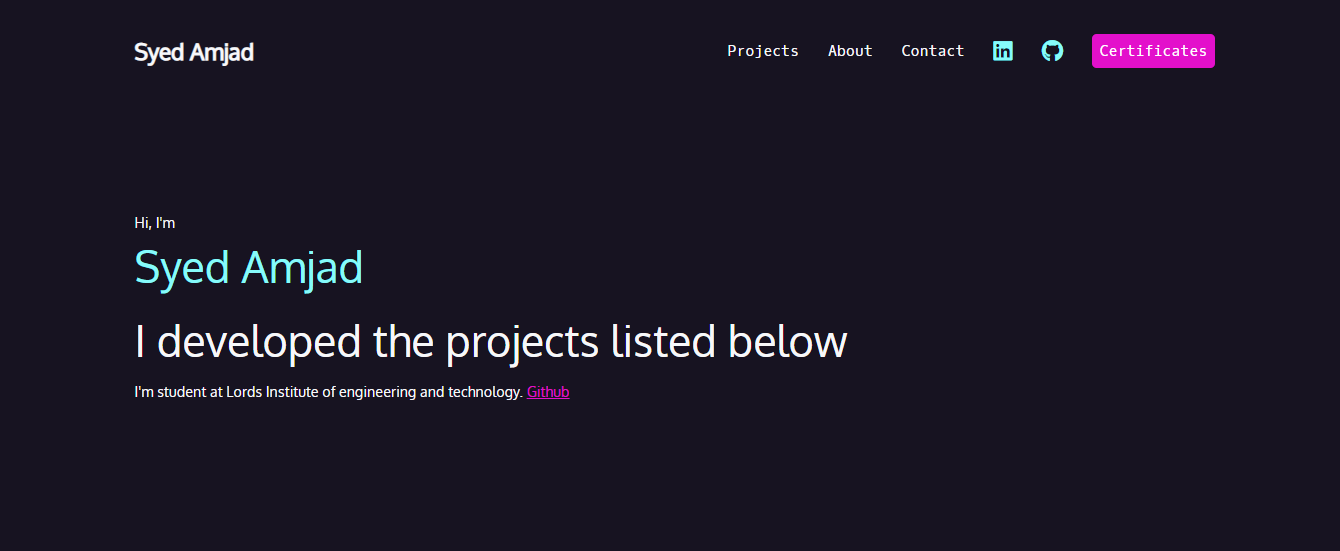 Syed Amjad
Projects About Contact in Certificates
Hi, I'm
Syed Amjad
I developed the projects listed below
I'm student at Lords Institute of engineering and technology. Github